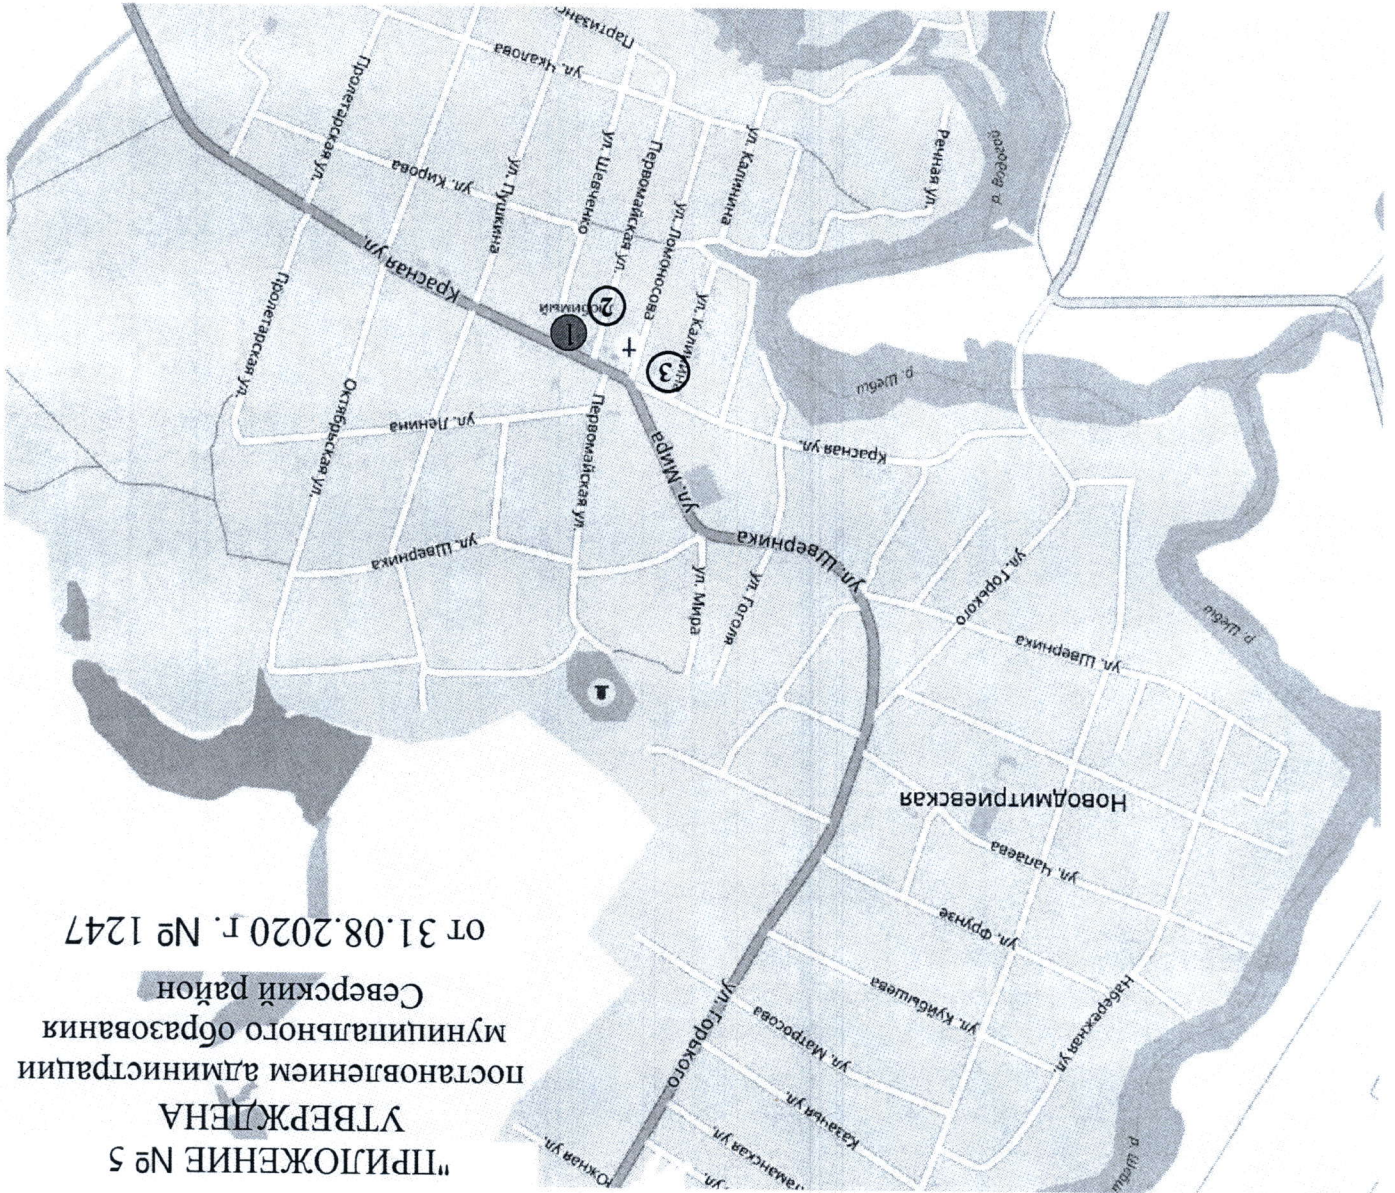 "ПРИЛОЖЕНИЕ № 5
УТВЕРЖДЕНА
постановлением администрации
муниципального образования
Северский район
от 31.08.2020 г. № 1247
р. Шебш
Южная ул.
ул. Горького
Казачья ул.
ул. Матросова
Набережная ул.
ул. Куйбышева
ул. Фрунзе
ул. Чапаева
Новодмитриевская
ул. Шверника
р. Шебш
ул. Горького
ул. Гоголя
ул. Мира
ул. Шверника
ул. Шверника
Первомайская ул.
ул. Мира
Красная ул.
ул. Ленина
Октябрьская ул.
р. Шебш
3
1
2
Пролетарская ул.
ул. Калинина
ул. Ломоносова
Красная ул.
Первомайская ул.
ул. Шевченко
ул. Пушкина
ул. Калинина
Речная ул.
ул. Кирова
Пролетарская ул.
ул. Чкалова